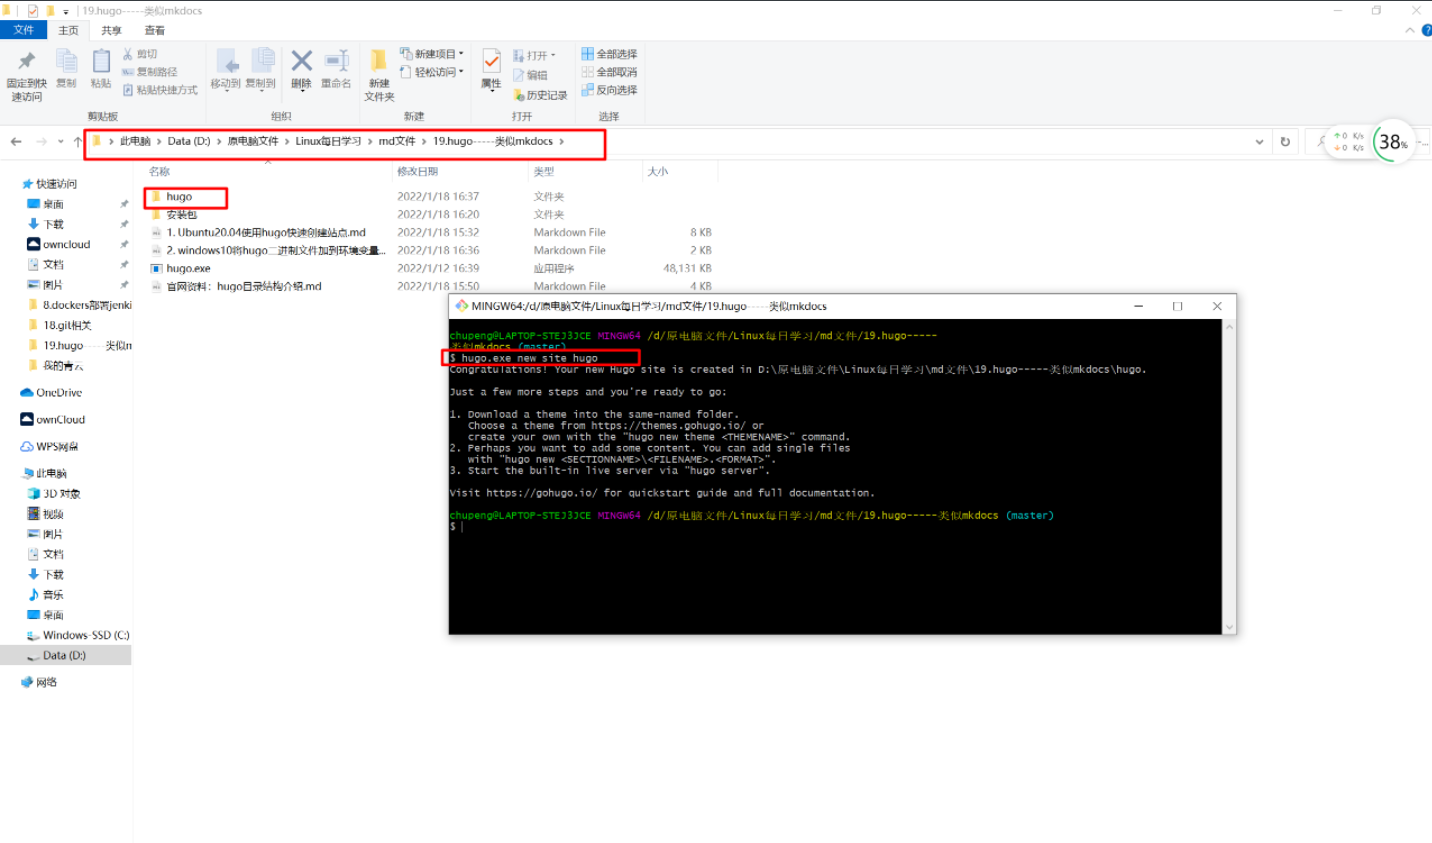 19.hugo-----类似mkdocs
文件 主页 共享 查看
固定到快速访问
复制
粘贴
剪切
复制路径
粘贴快捷方式
剪贴板
移动到 复制到 删除 重命名
组织
新建文件夹
新建项目
轻松访问
新建
属性
打开
编辑
历史记录
打开
全部选择
全部取消
反向选择
选择
此电脑 > Data (D:) > 原电脑文件 > Linux每日学习 > md文件 > 19.hugo-----类似mkdocs >
↑ 0 K/s
↓ 0 K/s
38%
名称 修改日期 类型 大小
hugo 2022/1/18 16:37 文件夹
安装包 2022/1/18 16:20 文件夹
1. Ubuntu20.04使用hugo快速创建站点.md 2022/1/18 15:32 Markdown File 8 KB
2. windows10将hugo二进制文件加到环境变量... 2022/1/18 16:36 Markdown File 2 KB
hugo.exe 2022/1/12 16:39 应用程序 48,131 KB
官网资料：hugo目录结构介绍.md 2022/1/18 15:50 Markdown File 4 KB
快速访问
桌面
下载
owncloud
文档
图片
8.dockers部署jenki
18.git相关
19.hugo-----类似m
我的青云
OneDrive
ownCloud
WPS网盘
此电脑
3D 对象
视频
图片
文档
下载
音乐
桌面
Windows-SSD (C:)
Data (D:)
网络
MINGW64:/d/原电脑文件/Linux每日学习/md文件/19.hugo-----类似mkdocs
chupeng@LAPTOP-STEJ3JCE MINGW64 /d/原电脑文件/Linux每日学习/md文件/19.hugo-----
类似mkdocs (master)
$ hugo.exe new site hugo
Congratulations! Your new Hugo site is created in D:\原电脑文件\Linux每日学习\md文件\19.hugo-----类似mkdocs\hugo.
Just a few more steps and you're ready to go:
1. Download a theme into the same-named folder.
Choose a theme from https://themes.gohugo.io/ or
create your own with the "hugo new theme <THEMENAME>" command.
2. Perhaps you want to add some content. You can add single files
with "hugo new <SECTIONNAME>\<FILENAME>.<FORMAT>".
3. Start the built-in live server via "hugo server".
Visit https://gohugo.io/ for quickstart guide and full documentation.
chupeng@LAPTOP-STEJ3JCE MINGW64 /d/原电脑文件/Linux每日学习/md文件/19.hugo-----类似mkdocs (master)
$